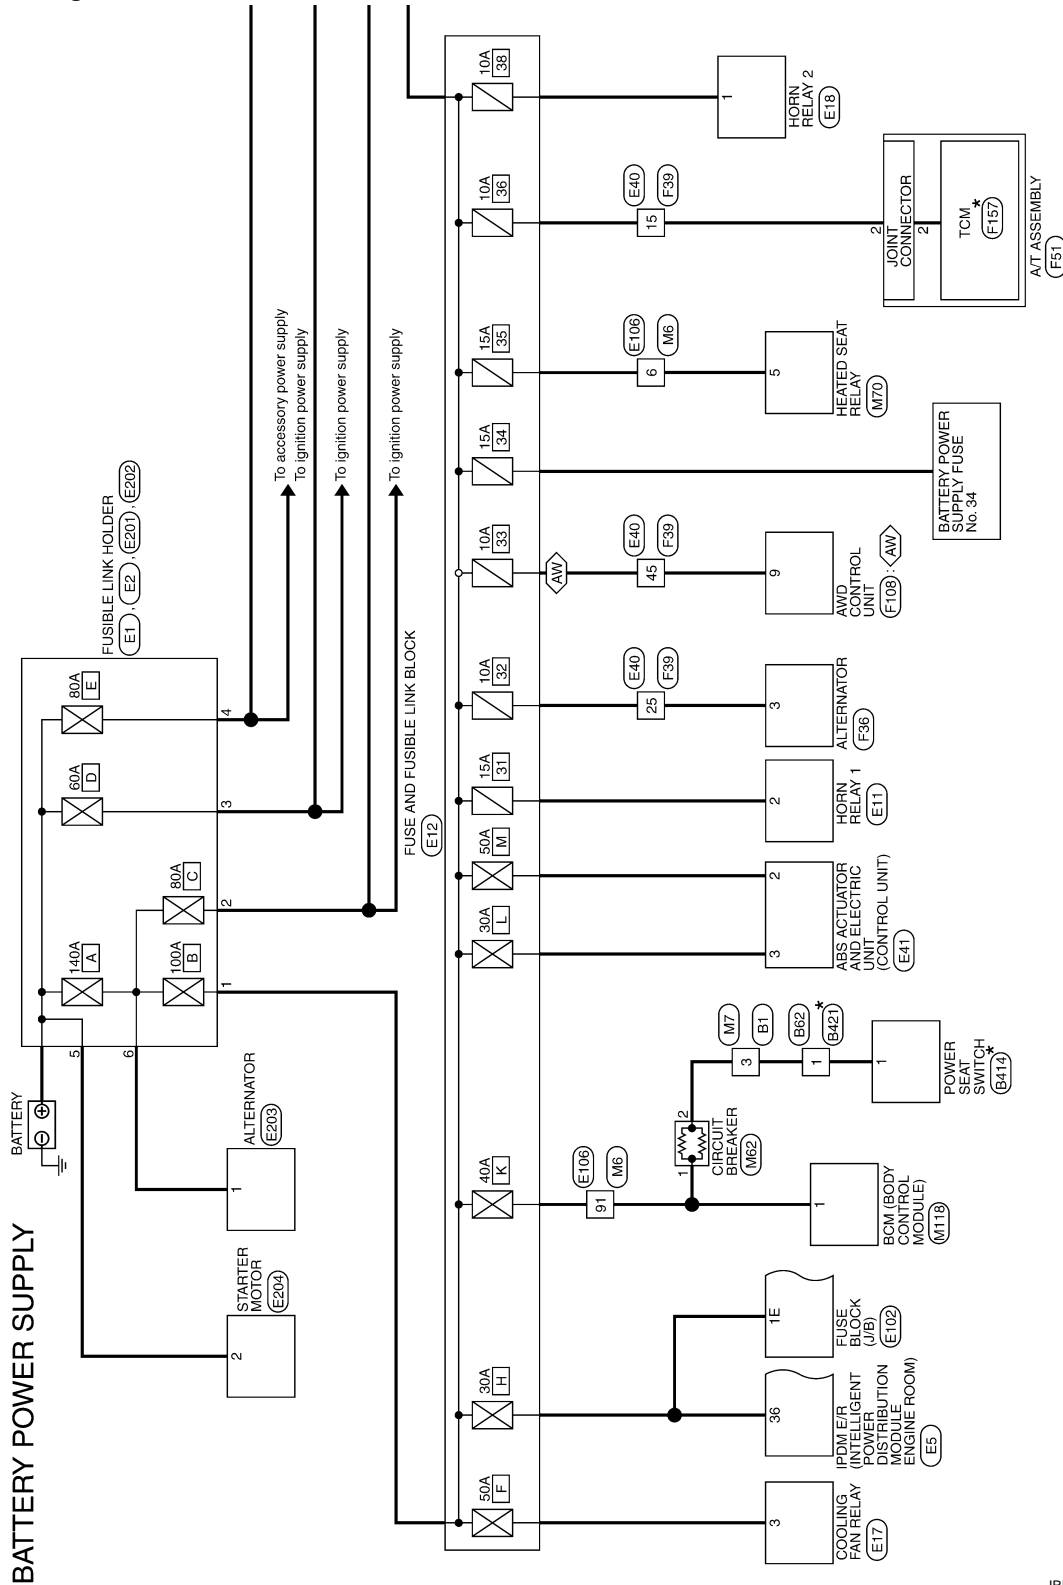 BATTERY POWER SUPPLY
BATTERY
FUSIBLE LINK HOLDER
E1 , E2 , E201 , E202
140A
A
100A
B
80A
C
60A
D
80A
E
5
6
1
2
3
4
STARTER
MOTOR
E204
2
ALTERNATOR
E203
1
To accessory power supply
To ignition power supply
To ignition power supply
To ignition power supply
FUSE AND FUSIBLE LINK BLOCK
E12
50A
F
30A
H
40A
K
30A
L
50A
M
15A
31
10A
32
10A
33
15A
34
15A
35
10A
36
10A
38
3
COOLING
FAN RELAY
E17
36
IPDM E/R
(INTELLIGENT
POWER
DISTRIBUTION
MODULE
ENGINE ROOM)
E5
1E
FUSE
BLOCK
(J/B)
E102
91
E106
M6
1
BCM (BODY
CONTROL
MODULE)
M118
1
2
CIRCUIT
BREAKER
M62
3
M7
B1
1
B62
B421*
1
POWER
SEAT
SWITCH
B414*
3
2
ABS ACTUATOR
AND ELECTRIC
UNIT
(CONTROL UNIT)
E41
2
HORN
RELAY 1
E11
25
E40
F39
3
ALTERNATOR
F36
AW
45
E40
F39
9
AWD
CONTROL
UNIT
F108 : AW
BATTERY POWER
SUPPLY FUSE
No. 34
6
E106
M6
5
HEATED SEAT
RELAY
M70
15
E40
F39
2
JOINT
CONNECTOR
2
TCM
F157*
A/T ASSEMBLY
F51
1
HORN
RELAY 2
E18